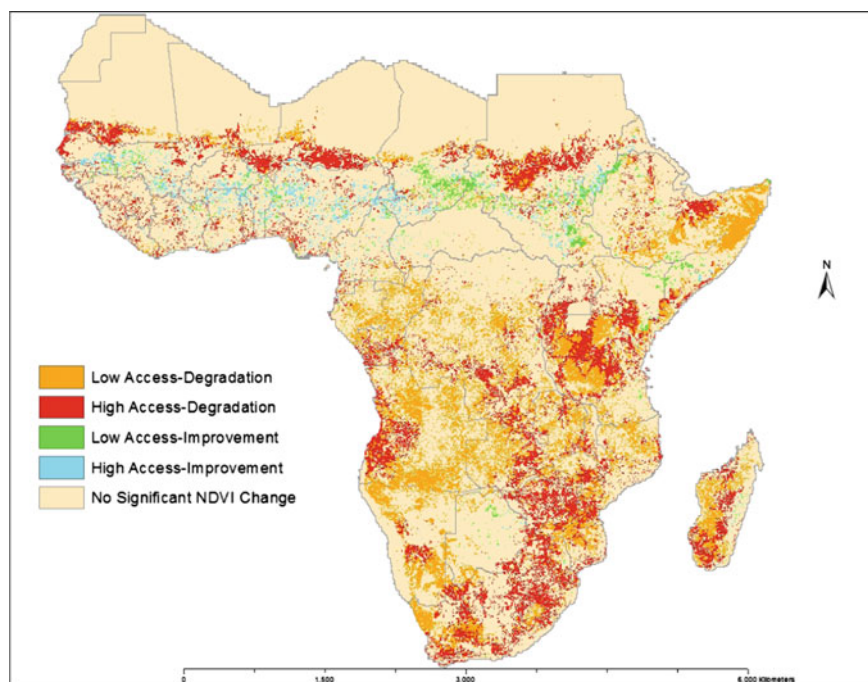 N
Low Access-Degradation
High Access-Degradation
Low Access-Improvement
High Access-Improvement
No Significant NDVI Change
0 1,500 3,000 6,000 Kilometers